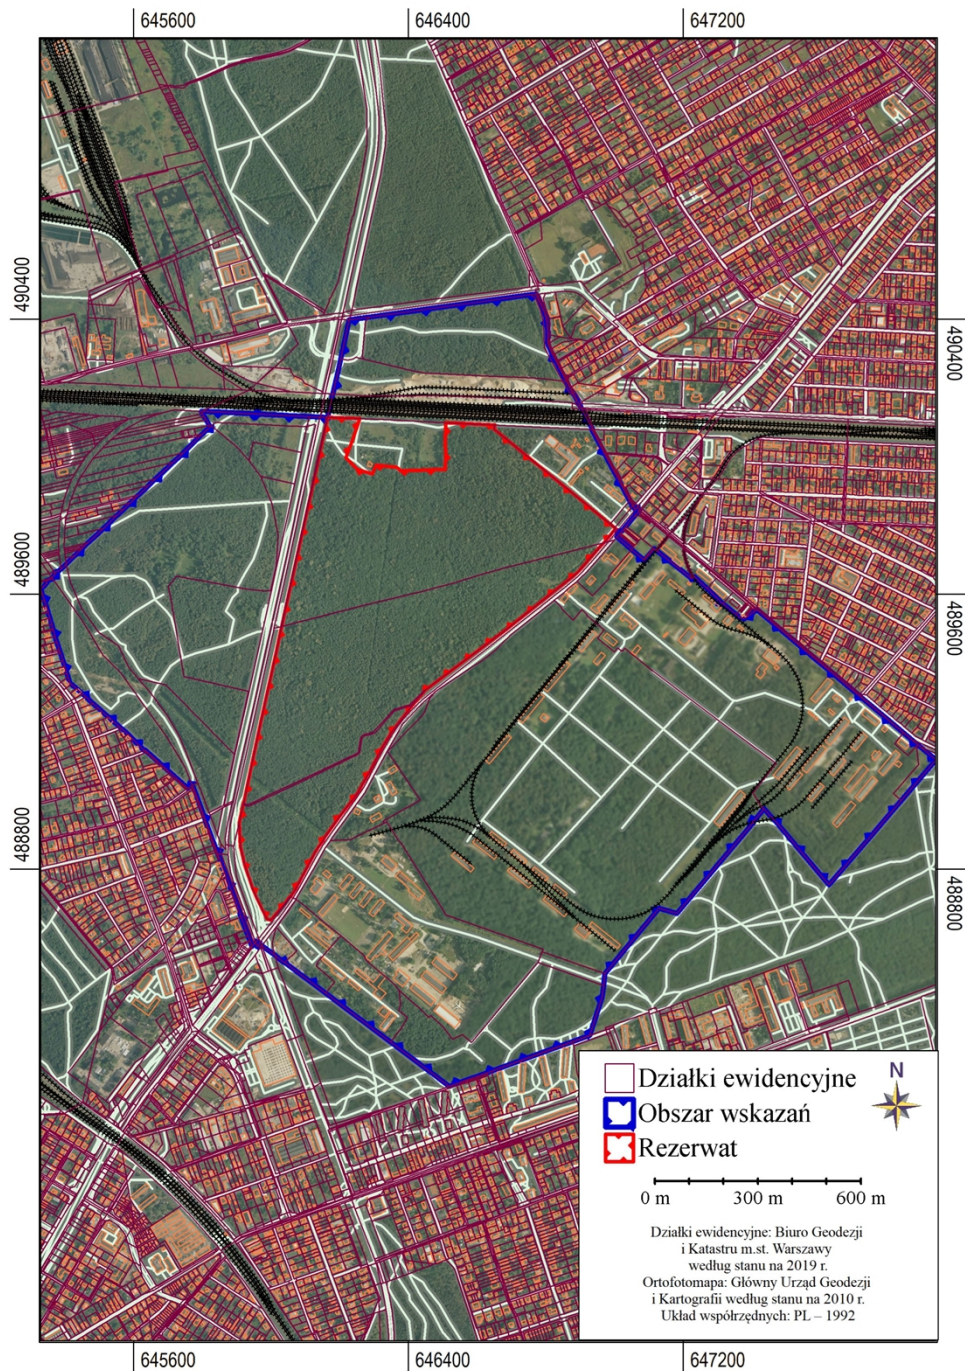 645600 646400 647200
490400 490400
489600 489600
488800 488800
Działki ewidencyjne
Obszar wskazań
Rezerwat
N
0 m 300 m 600 m
Działki ewidencyjne: Biuro Geodezji
i Katastru m.st. Warszawy
według stanu na 2019 r.
Ortofotomapa: Główny Urząd Geodezji
i Kartografii według stanu na 2010 r.
Układ współrzędnych: PL – 1992
645600 646400 647200